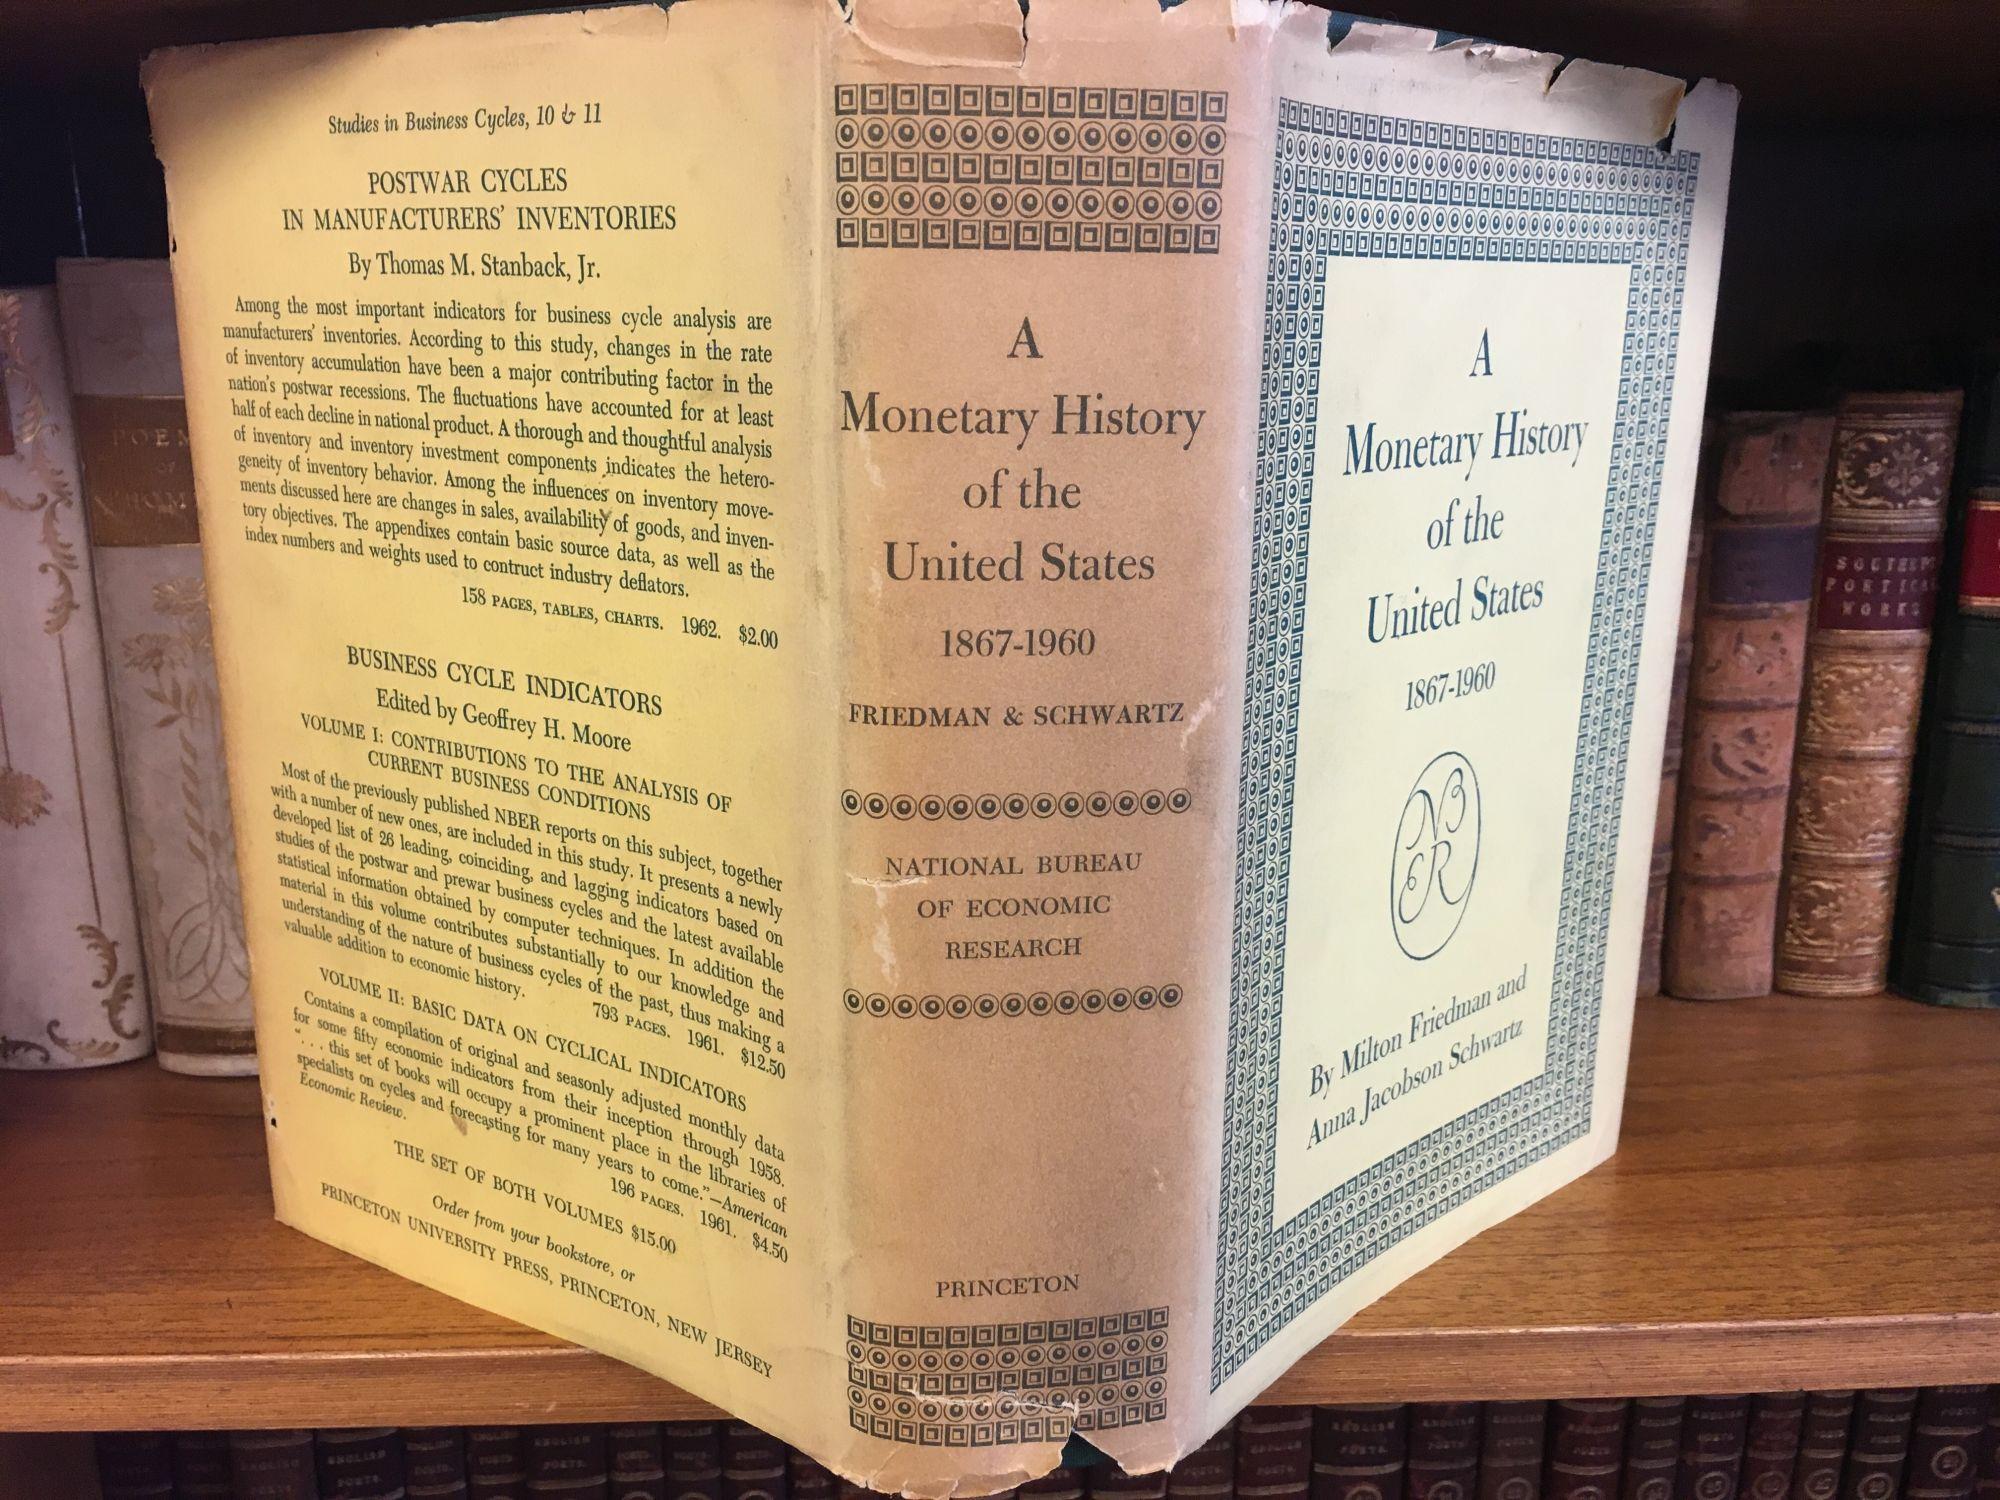 Studies in Business Cycles, 10 & 11
POSTWAR CYCLES
IN MANUFACTURERS' INVENTORIES
By Thomas M. Stanback, Jr.
Among the most important indicators for business cycle analysis are
manufacturers' inventories. According to this study, changes in the rate
of inventory accumulation have been a major contributing factor in the
nation's postwar recessions. The fluctuations have accounted for at least
half of each decline in national product. A thorough and thoughtful analysis
of inventory and inventory investment components indicates the hetero-
geneity of inventory behavior. Among the influences on inventory move-
ments discussed here are changes in sales, availability of goods, and inven-
tory objectives. The appendixes contain basic source data, as well as the
index numbers and weights used to contruct industry deflators.
158 PAGES, TABLES, CHARTS. 1962. $2.00
BUSINESS CYCLE INDICATORS
Edited by Geoffrey H. Moore
VOLUME I: CONTRIBUTIONS TO THE ANALYSIS OF
CURRENT BUSINESS CONDITIONS
Most of the previously published NBER reports on this subject, together
with a number of new ones, are included in this study. It presents a newly
developed list of 26 leading, coinciding, and lagging indicators based on
studies of the postwar and prewar business cycles and the latest available
statistical information obtained by computer techniques. In addition the
material in this volume contributes substantially to our knowledge and
understanding of the nature of business cycles of the past, thus making a
valuable addition to economic history.
793 PAGES. 1961. $12.50
VOLUME II: BASIC DATA ON CYCLICAL INDICATORS
Contains a compilation of original and seasonly adjusted monthly data
for some fifty economic indicators from their inception through 1958.
". . . this set of books will occupy a prominent place in the libraries of
specialists on cycles and forecasting for many years to come."—American
Economic Review.
196 PAGES. 1961. $4.50
THE SET OF BOTH VOLUMES $15.00
Order from your bookstore, or
PRINCETON UNIVERSITY PRESS, PRINCETON, NEW JERSEY
A
Monetary History
of the
United States
1867-1960
FRIEDMAN & SCHWARTZ
NATIONAL BUREAU
OF ECONOMIC
RESEARCH
PRINCETON
A
Monetary History
of the
United States
1867-1960
NB
ER
By Milton Friedman and
Anna Jacobson Schwartz
POETICAL
WORKS
ENGLISH
POETS.